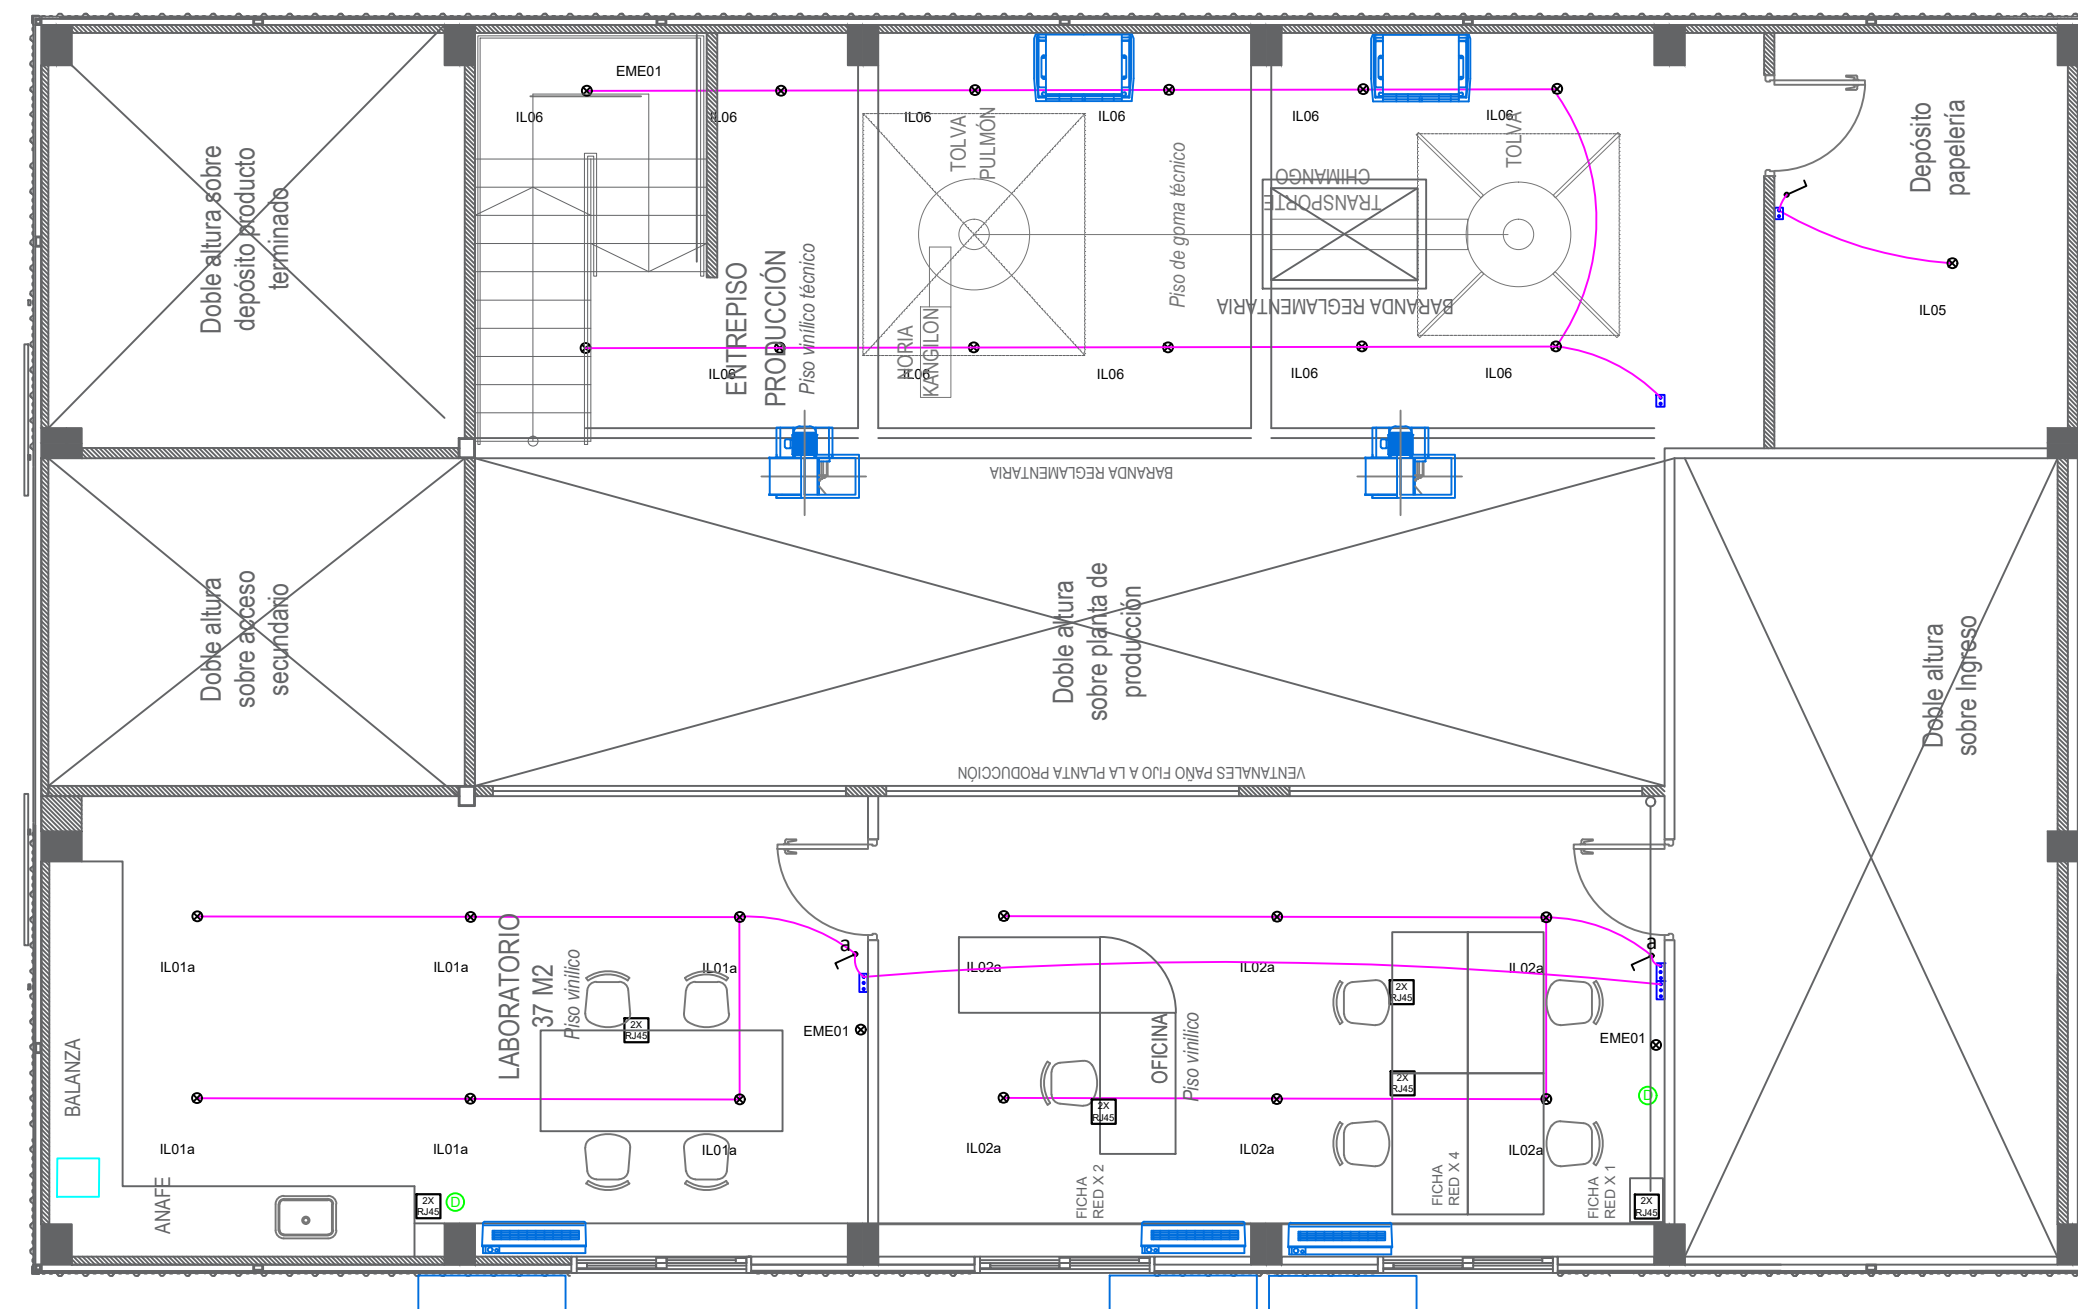 EME01
IL06
IL06
IL06
IL06
IL06
IL06
Doble altura sobre
depósito producto
terminado
TOLVA
PULMÓN
TOLVA
CHIMANGO
TRANSPORTE
Piso de goma técnico
Depósito
papelería
IL05
ENTREPISO
PRODUCCIÓN
Piso vinílico técnico
NORIA
KANGILON
BARANDA REGLAMENTARIA
IL06
IL06
IL06
IL06
IL06
BARANDA REGLAMENTARIA
Doble altura
sobre acceso
secundario
Doble altura
sobre planta de
producción
Doble altura
sobre Ingreso
VENTANALES PAÑO FIJO A LA PLANTA PRODUCCIÓN
a
a
IL01a
IL01a
IL01a
IL02a
IL02a
IL02a
LABORATORIO
37 M2
Piso vinilico
2X
RJ45
2X
RJ45
EME01
EME01
OFICINA
Piso vinilico
BALANZA
2X
RJ45
2X
RJ45
D
IL01a
IL01a
IL01a
IL02a
IL02a
IL02a
ANAFE
2X
RJ45
D
FICHA
RED X 2
FICHA
RED X 4
FICHA
RED X 1
2X
RJ45